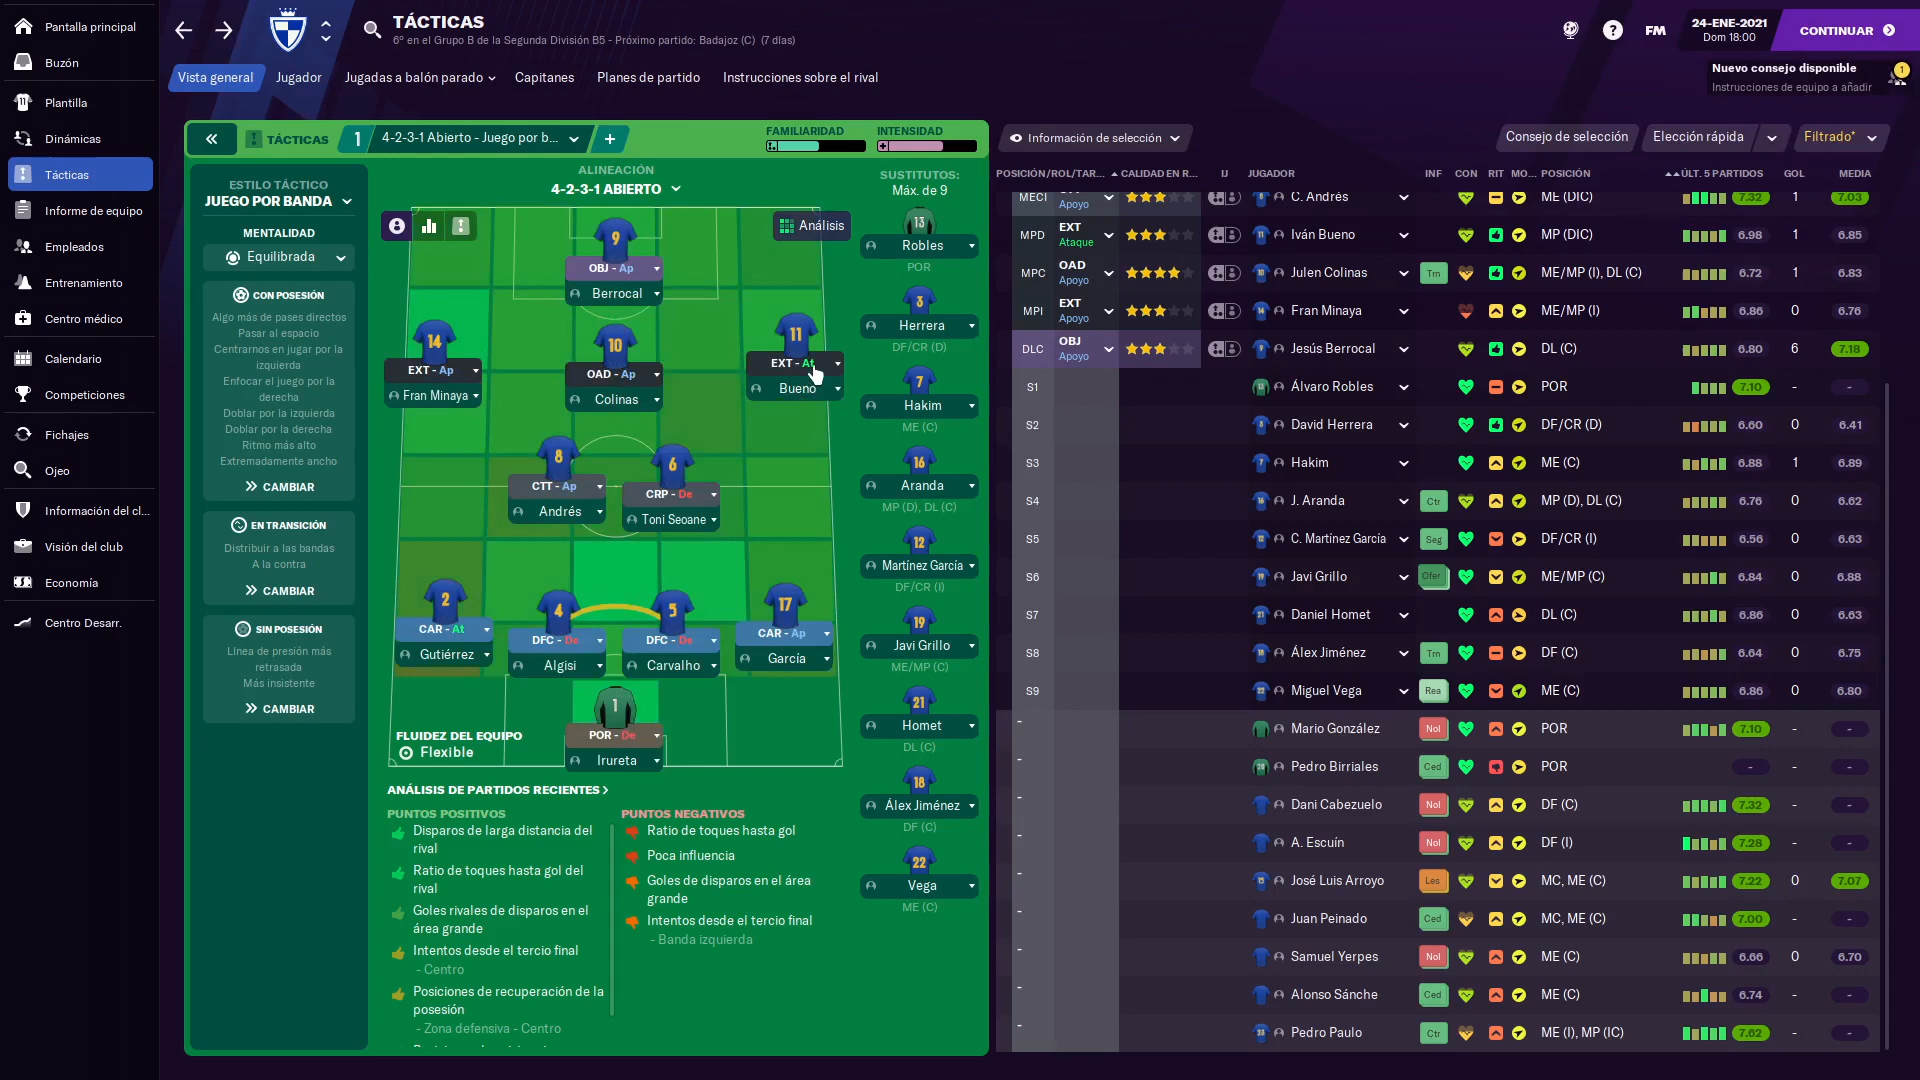 Pantalla principal
Buzón
Plantilla
Dinámicas
Tácticas
Informe de equipo
Empleados
Entrenamiento
Centro médico
Calendario
Competiciones
Fichajes
Ojeo
Información del cl...
Visión del club
Economía
Centro Desarr.
TÁCTICAS
6º en el Grupo B de la Segunda División B5 - Próximo partido: Badajoz (C) (7 días)
FM
24-ENE-2021
Dom 18:00
CONTINUAR
Vista general
Jugador
Jugadas a balón parado
Capitanes
Planes de partido
Instrucciones sobre el rival
Nuevo consejo disponible
Instrucciones de equipo a añadir
1
TÁCTICAS
1
4-2-3-1 Abierto - Juego por b...
FAMILIARIDAD
INTENSIDAD
ESTILO TÁCTICO
JUEGO POR BANDA
MENTALIDAD
Equilibrada
CON POSESIÓN
Algo más de pases directos
Pasar al espacio
Centrarnos en jugar por la
izquierda
Enfocar el juego por la
derecha
Doblar por la izquierda
Doblar por la derecha
Ritmo más alto
Extremadamente ancho
CAMBIAR
EN TRANSICIÓN
Distribuir a las bandas
A la contra
CAMBIAR
SIN POSESIÓN
Línea de presión más
retrasada
Más insistente
CAMBIAR
ALINEACIÓN
4-2-3-1 ABIERTO
Análisis
9
OBJ - Ap
Berrocal
14
EXT - Ap
Fran Minaya
10
OAD - Ap
Colinas
11
EXT - At
Bueno
8
CTT - Ap
Andrés
6
CRP - De
Toni Seoane
2
CAR - At
Gutiérrez
4
DFC - De
Algisi
5
DFC - De
Carvalho
17
CAR - Ap
García
1
POR - De
Irureta
FLUIDEZ DEL EQUIPO
Flexible
SUSTITUTOS:
Máx. de 9
13
Robles
POR
3
Herrera
DF/CR (D)
7
Hakim
ME (C)
16
Aranda
MP (D), DL (C)
12
Martínez García
DF/CR (I)
19
Javi Grillo
ME/MP (C)
21
Homet
DL (C)
18
Álex Jiménez
DF (C)
22
Vega
ME (C)
ANÁLISIS DE PARTIDOS RECIENTES
PUNTOS POSITIVOS
Disparos de larga distancia del
rival
Ratio de toques hasta gol del
rival
Goles rivales de disparos en el
área grande
Intentos desde el tercio final
- Centro
Posiciones de recuperación de la
posesión
- Zona defensiva - Centro
PUNTOS NEGATIVOS
Ratio de toques hasta gol
Poca influencia
Goles de disparos en el área
grande
Intentos desde el tercio final
- Banda izquierda
Información de selección
Consejo de selección
Elección rápida
Filtrado*
POSICIÓN/ROL/TAR... CALIDAD EN R... IJ JUGADOR INF CON RIT MO... POSICIÓN ÚLT. 5 PARTIDOS GOL MEDIA
MECI Apoyo C. Andrés ME (DIC) 7.32 1 7.03
MPD EXT Ataque Iván Bueno MP (DIC) 6.98 1 6.85
MPC OAD Apoyo Julen Colinas Trn ME/MP (I), DL (C) 6.72 1 6.83
MPI EXT Apoyo Fran Minaya ME/MP (I) 6.86 0 6.76
DLC OBJ Apoyo Jesús Berrocal DL (C) 6.80 6 7.18
S1 Álvaro Robles POR 7.10 - -
S2 David Herrera DF/CR (D) 6.60 0 6.41
S3 Hakim ME (C) 6.88 1 6.89
S4 J. Aranda Ctr MP (D), DL (C) 6.76 0 6.62
S5 C. Martínez García Seg DF/CR (I) 6.56 0 6.63
S6 Javi Grillo Ofer ME/MP (C) 6.84 0 6.88
S7 Daniel Homet DL (C) 6.86 0 6.63
S8 Álex Jiménez Trn DF (C) 6.64 0 6.75
S9 Miguel Vega Rea ME (C) 6.86 0 6.80
- Mario González Nol POR 7.10 - -
- Pedro Birriales Ced POR - - -
- Dani Cabezuelo Nol DF (C) 7.32 - -
- A. Escuín Nol DF (I) 7.28 - -
- José Luis Arroyo Les MC, ME (C) 7.22 0 7.07
- Juan Peinado Ced MC, ME (C) 7.00 - -
- Samuel Yerpes Nol ME (C) 6.66 0 6.70
- Alonso Sánche Ced ME (C) 6.74 - -
- Pedro Paulo Ctr ME (I), MP (IC) 7.62 - -